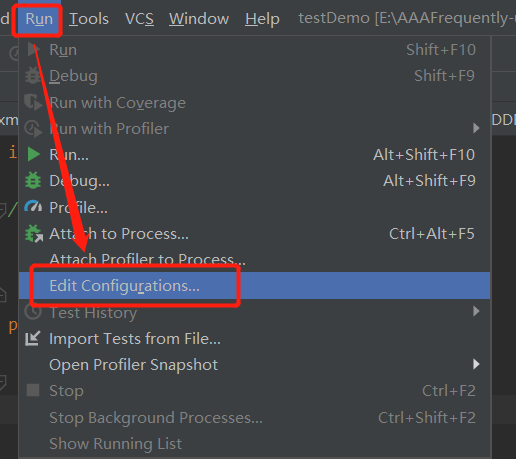 d Run Tools VCS Window Help testDemo [E:\AAAFrequently-u
Run Shift+F10
Debug Shift+F9
Run with Coverage
xm Run with Profiler DDI
i Run... Alt+Shift+F10
Debug... Alt+Shift+F9
/ Profile...
Attach to Process... Ctrl+Alt+F5
Attach Profiler to Process...
Edit Configurations...
Test History
p Import Tests from File...
Open Profiler Snapshot
Stop Ctrl+F2
Stop Background Processes... Ctrl+Shift+F2
Show Running List